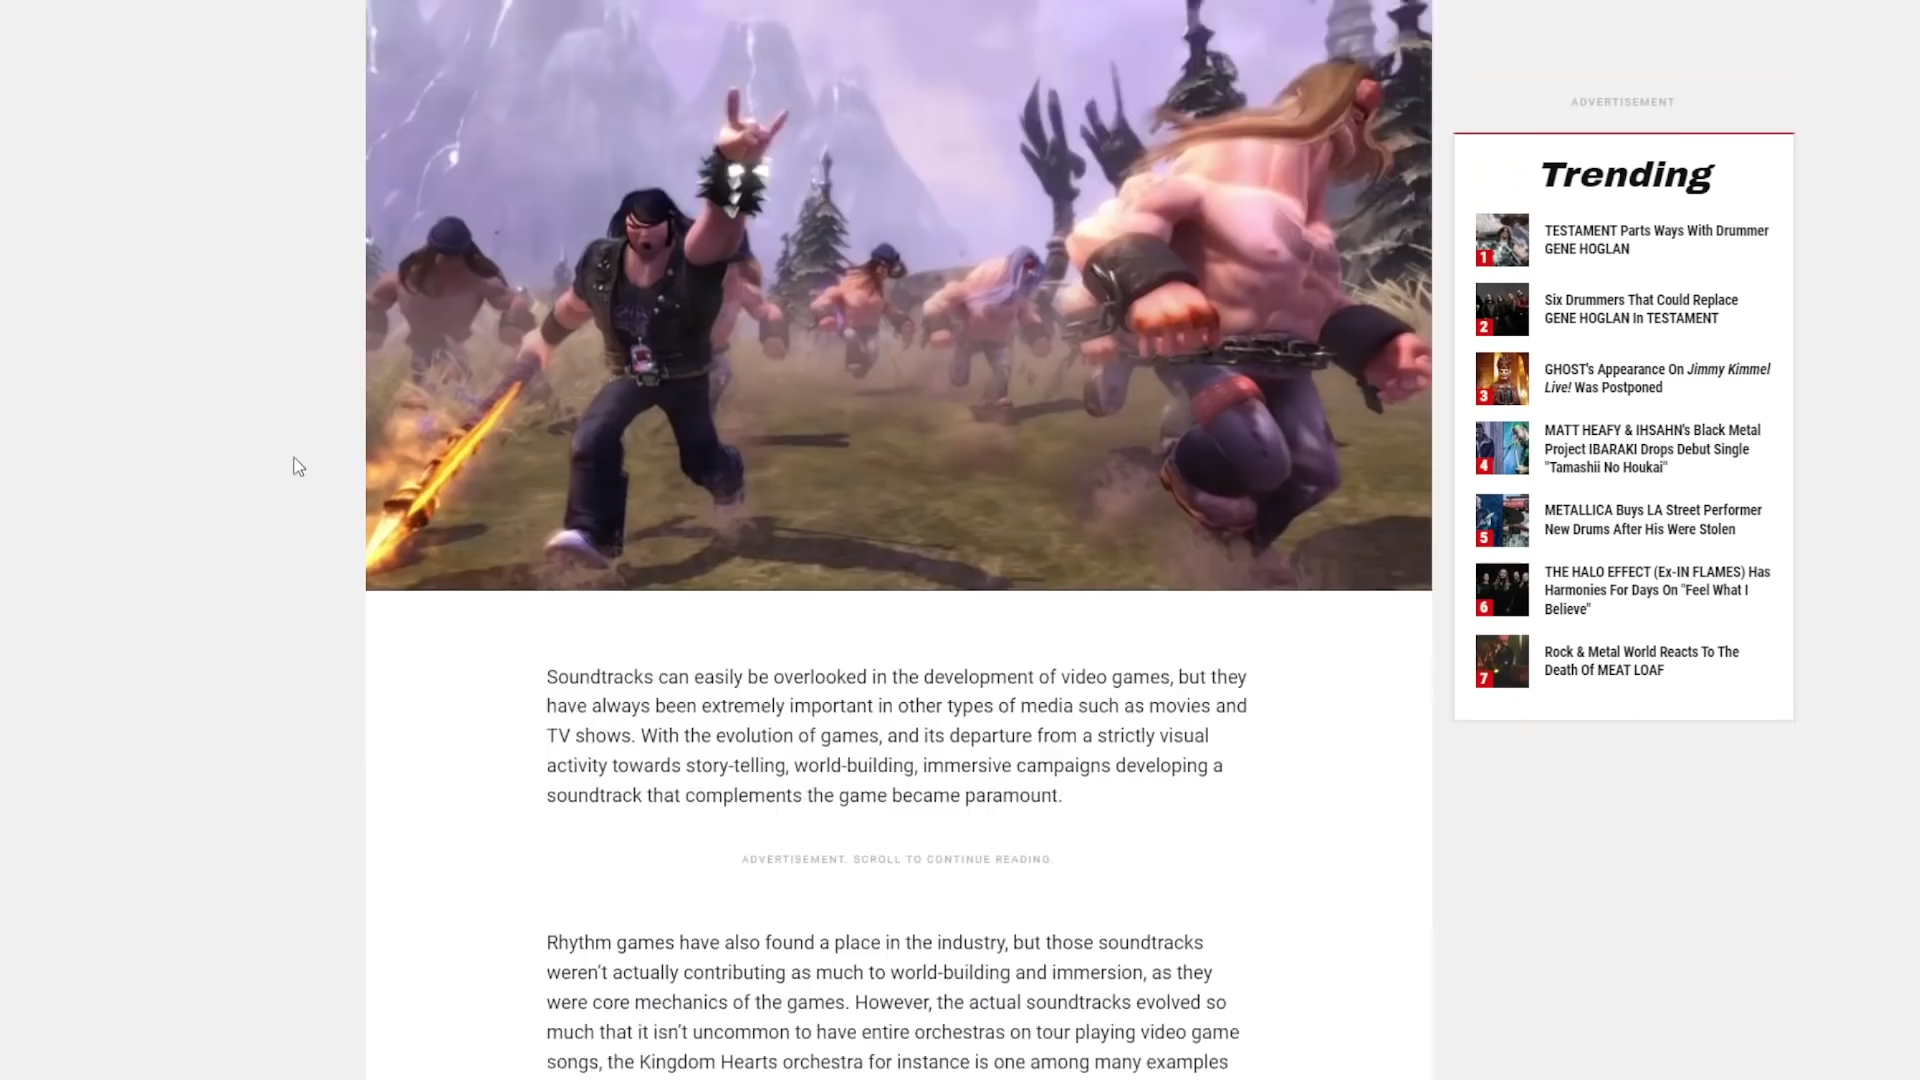 ADVERTISEMENT
Trending
1
TESTAMENT Parts Ways With Drummer
GENE HOGLAN
2
Six Drummers That Could Replace
GENE HOGLAN In TESTAMENT
3
GHOST's Appearance On Jimmy Kimmel
Live! Was Postponed
4
MATT HEAFY & IHSAHN's Black Metal
Project IBARAKI Drops Debut Single
"Tamashii No Houkai"
5
METALLICA Buys LA Street Performer
New Drums After His Were Stolen
6
THE HALO EFFECT (Ex-IN FLAMES) Has
Harmonies For Days On "Feel What I
Believe"
7
Rock & Metal World Reacts To The
Death Of MEAT LOAF
Soundtracks can easily be overlooked in the development of video games, but they
have always been extremely important in other types of media such as movies and
TV shows. With the evolution of games, and its departure from a strictly visual
activity towards story-telling, world-building, immersive campaigns developing a
soundtrack that complements the game became paramount.
ADVERTISEMENT. SCROLL TO CONTINUE READING.
Rhythm games have also found a place in the industry, but those soundtracks
weren't actually contributing as much to world-building and immersion, as they
were core mechanics of the games. However, the actual soundtracks evolved so
much that it isn't uncommon to have entire orchestras on tour playing video game
songs, the Kingdom Hearts orchestra for instance is one among many examples